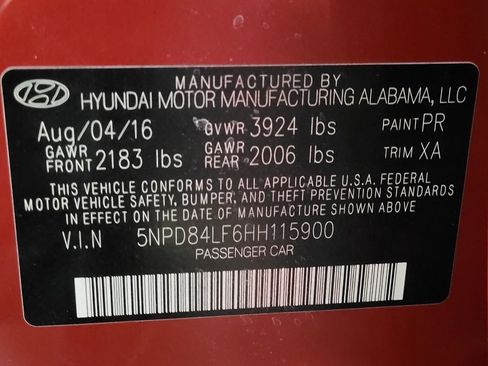 MANUFACTURED BY
HYUNDAI MOTOR MANUFACTURING ALABAMA, LLC
Aug/04/16 GVWR 3924 lbs PAINT PR
GAWR FRONT 2183 lbs GAWR REAR 2006 lbs TRIM XA
THIS VEHICLE CONFORMS TO ALL APPLICABLE U.S.A FEDERAL
MOTOR VEHICLE SAFETY, BUMPER, AND THEFT PREVENTION STANDARDS
IN EFFECT ON THE DATE OF MANUFACTURE SHOWN ABOVE.
V.I.N 5NPD84LF6HH115900
PASSENGER CAR